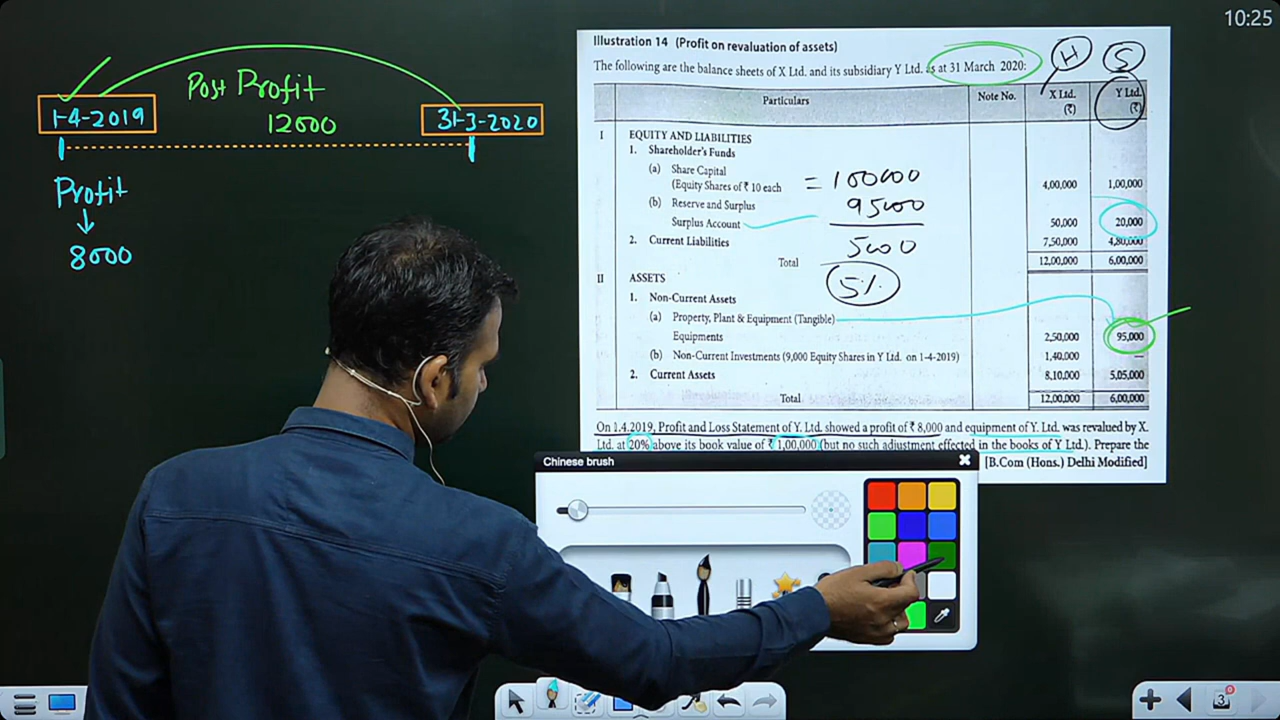 10:25
1-4-2019
Post Profit
12000
31-3-2020
Profit
8000
Illustration 14 (Profit on revaluation of assets)
The following are the balance sheets of X Ltd. and its subsidiary Y Ltd. as at 31 March 2020:
H
S
Particulars Note No. X Ltd. (₹) Y Ltd. (₹)
I EQUITY AND LIABILITIES
1. Shareholder's Funds
(a) Share Capital
(Equity Shares of ₹ 10 each 4,00,000 1,00,000
= 100000
(b) Reserve and Surplus
95000
Surplus Account 50,000 20,000
2. Current Liabilities 7,50,000 4,80,000
5000
Total 12,00,000 6,00,000
5%
II ASSETS
1. Non-Current Assets
(a) Property, Plant & Equipment (Tangible)
Equipments 2,50,000 95,000
(b) Non-Current Investments (9,000 Equity Shares in Y Ltd. on 1-4-2019) 1,40,000 —
2. Current Assets 8,10,000 5,05,000
Total 12,00,000 6,00,000
On 1.4.2019, Profit and Loss Statement of Y. Ltd. showed a profit of ₹ 8,000 and equipment of Y. Ltd. was revalued by X.
Ltd. at 20% above its book value of ₹ 1,00,000 (but no such adjustment effected in the books of Y Ltd.). Prepare the
[B.Com (Hons.) Delhi Modified]
Chinese brush
3